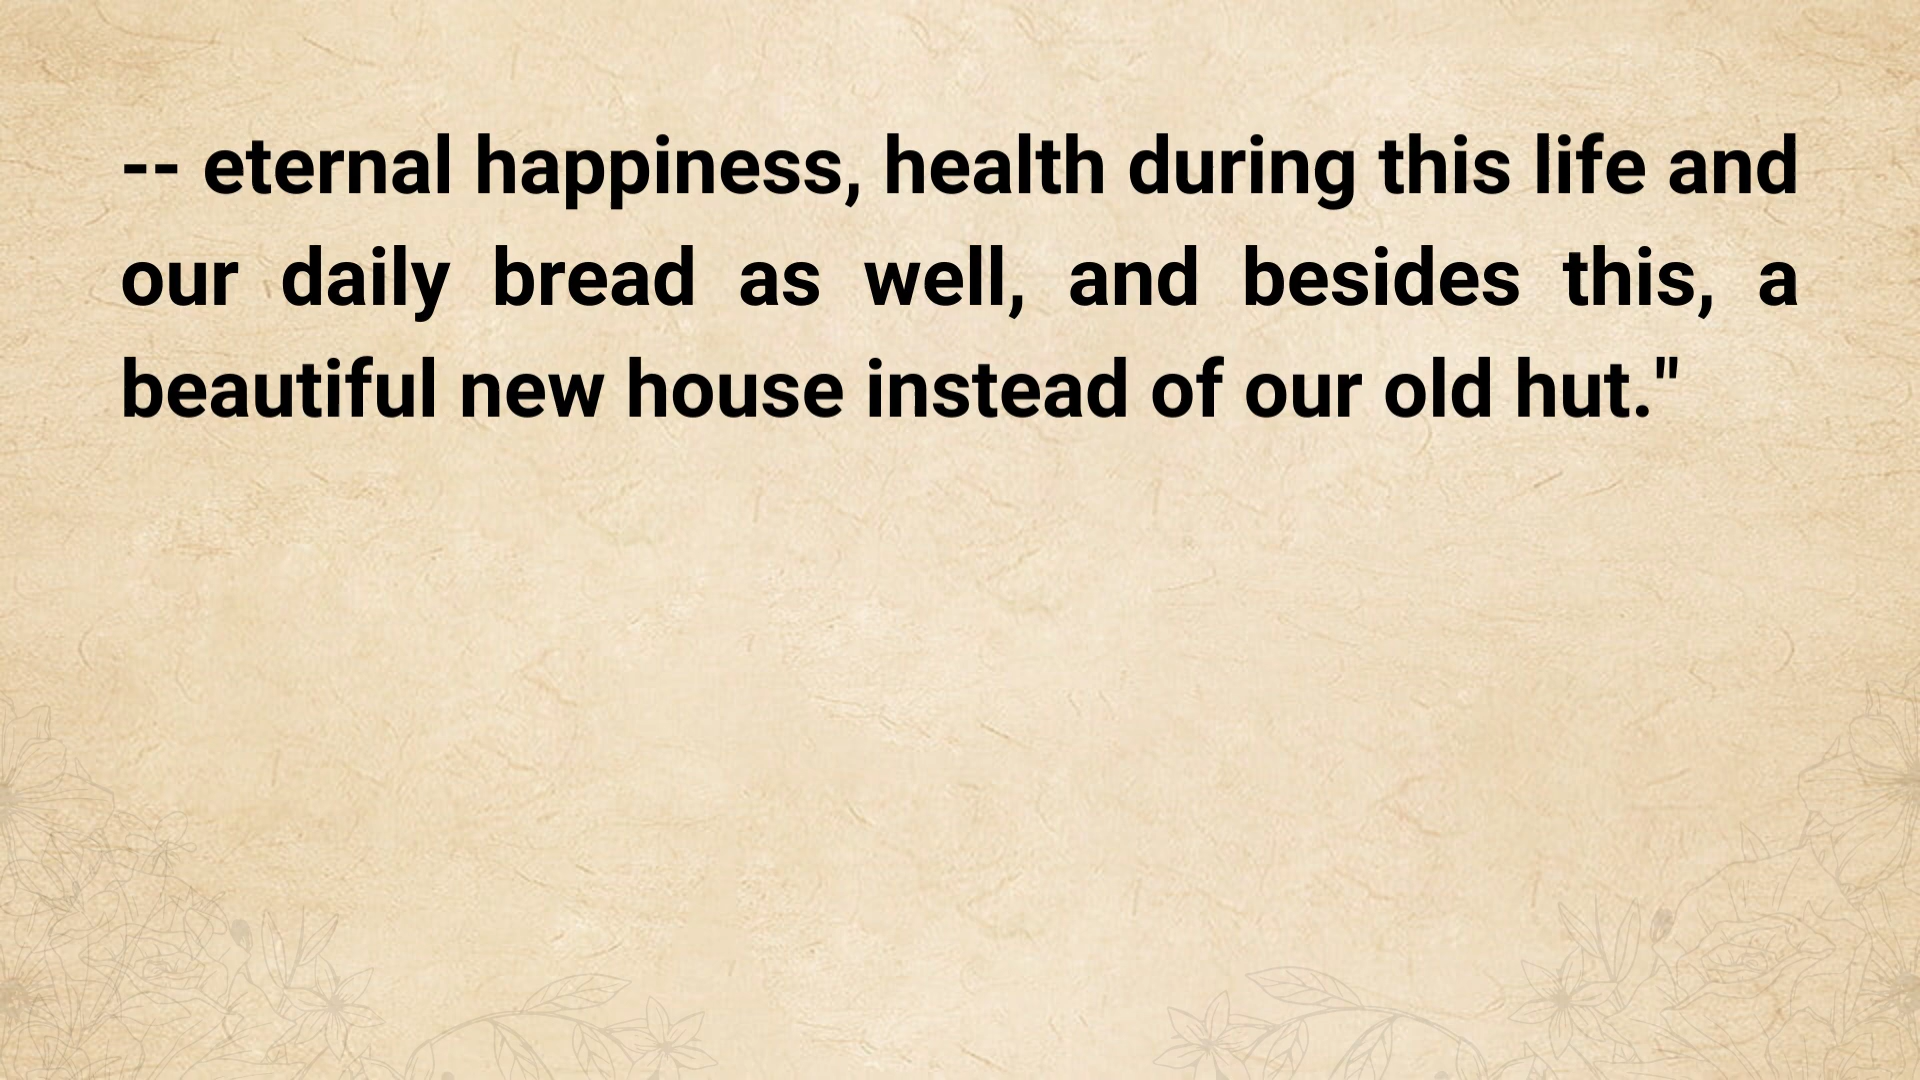 -- eternal happiness, health during this life and
our daily bread as well, and besides this, a
beautiful new house instead of our old hut."